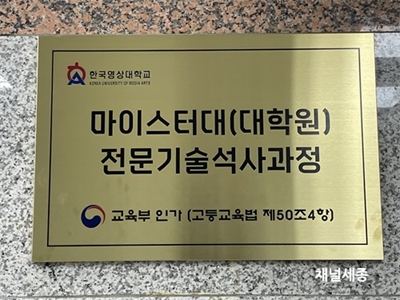 한국영상대학교
KOREA UNIVERSITY OF MEDIA ARTS
마이스터대(대학원)
전문기술석사과정
교육부 인가 (고등교육법 제50조4항)
채널세종